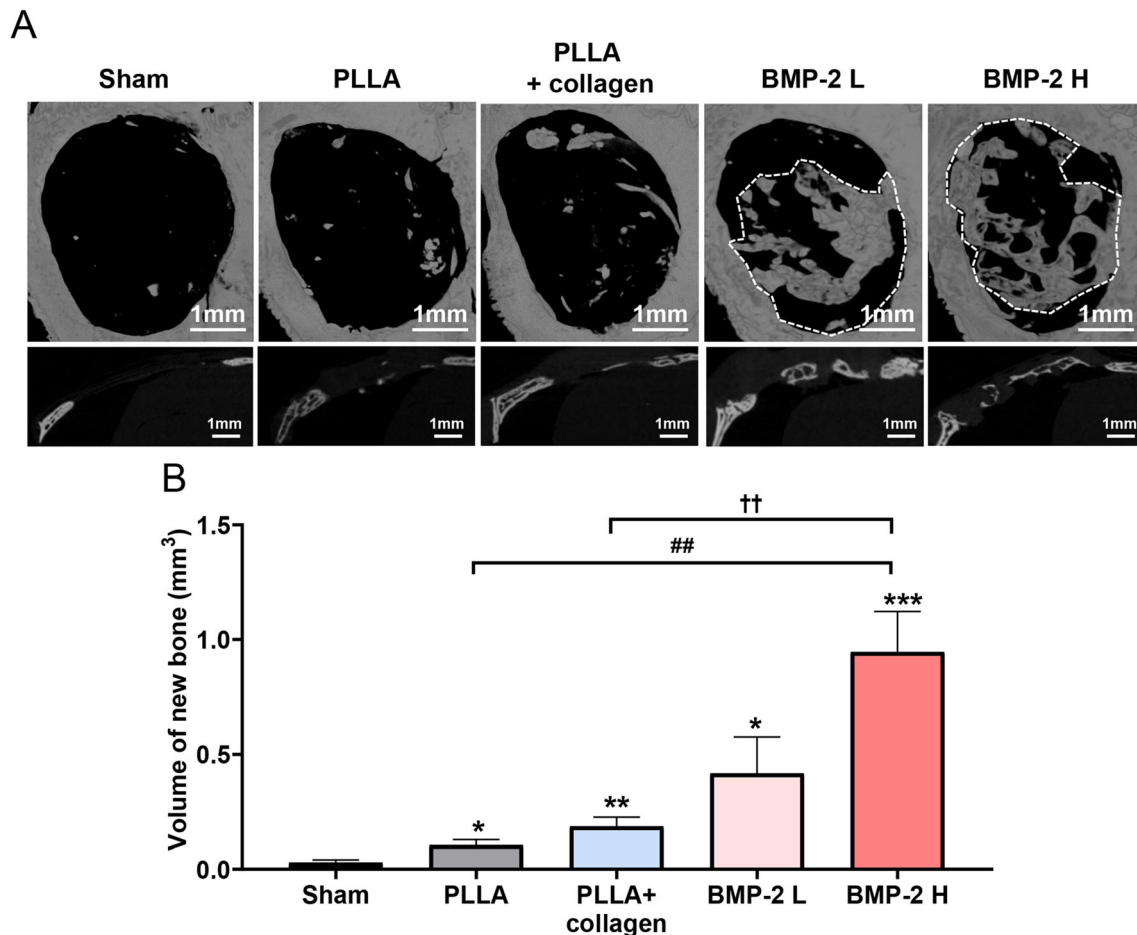 A
Sham
PLLA
PLLA
+ collagen
BMP-2 L
BMP-2 H
1mm
1mm
1mm
1mm
1mm
1mm
1mm
1mm
1mm
1mm
B
Volume of new bone (mm³)
1.5
1.0
0.5
0.0
††
##
*
**
*
***
Sham
PLLA
PLLA+
collagen
BMP-2 L
BMP-2 H